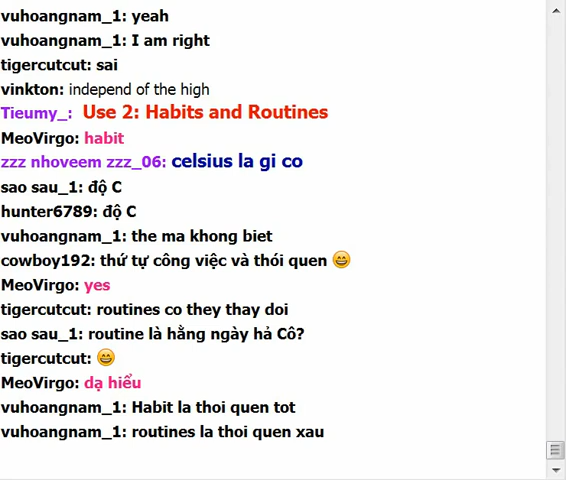 vuhoangnam_1: yeah
vuhoangnam_1: I am right
tigercutcut: sai
vinkton: independ of the high
Tieumy_: Use 2: Habits and Routines
MeoVirgo: habit
zzz nhoveem zzz_06: celsius la gi co
sao sau_1: độ C
hunter6789: độ C
vuhoangnam_1: the ma khong biet
cowboy192: thứ tự công việc và thói quen 😄
MeoVirgo: yes
tigercutcut: routines co they thay doi
sao sau_1: routine là hằng ngày hả Cô?
tigercutcut: 😄
MeoVirgo: dạ hiểu
vuhoangnam_1: Habit la thoi quen tot
vuhoangnam_1: routines la thoi quen xau